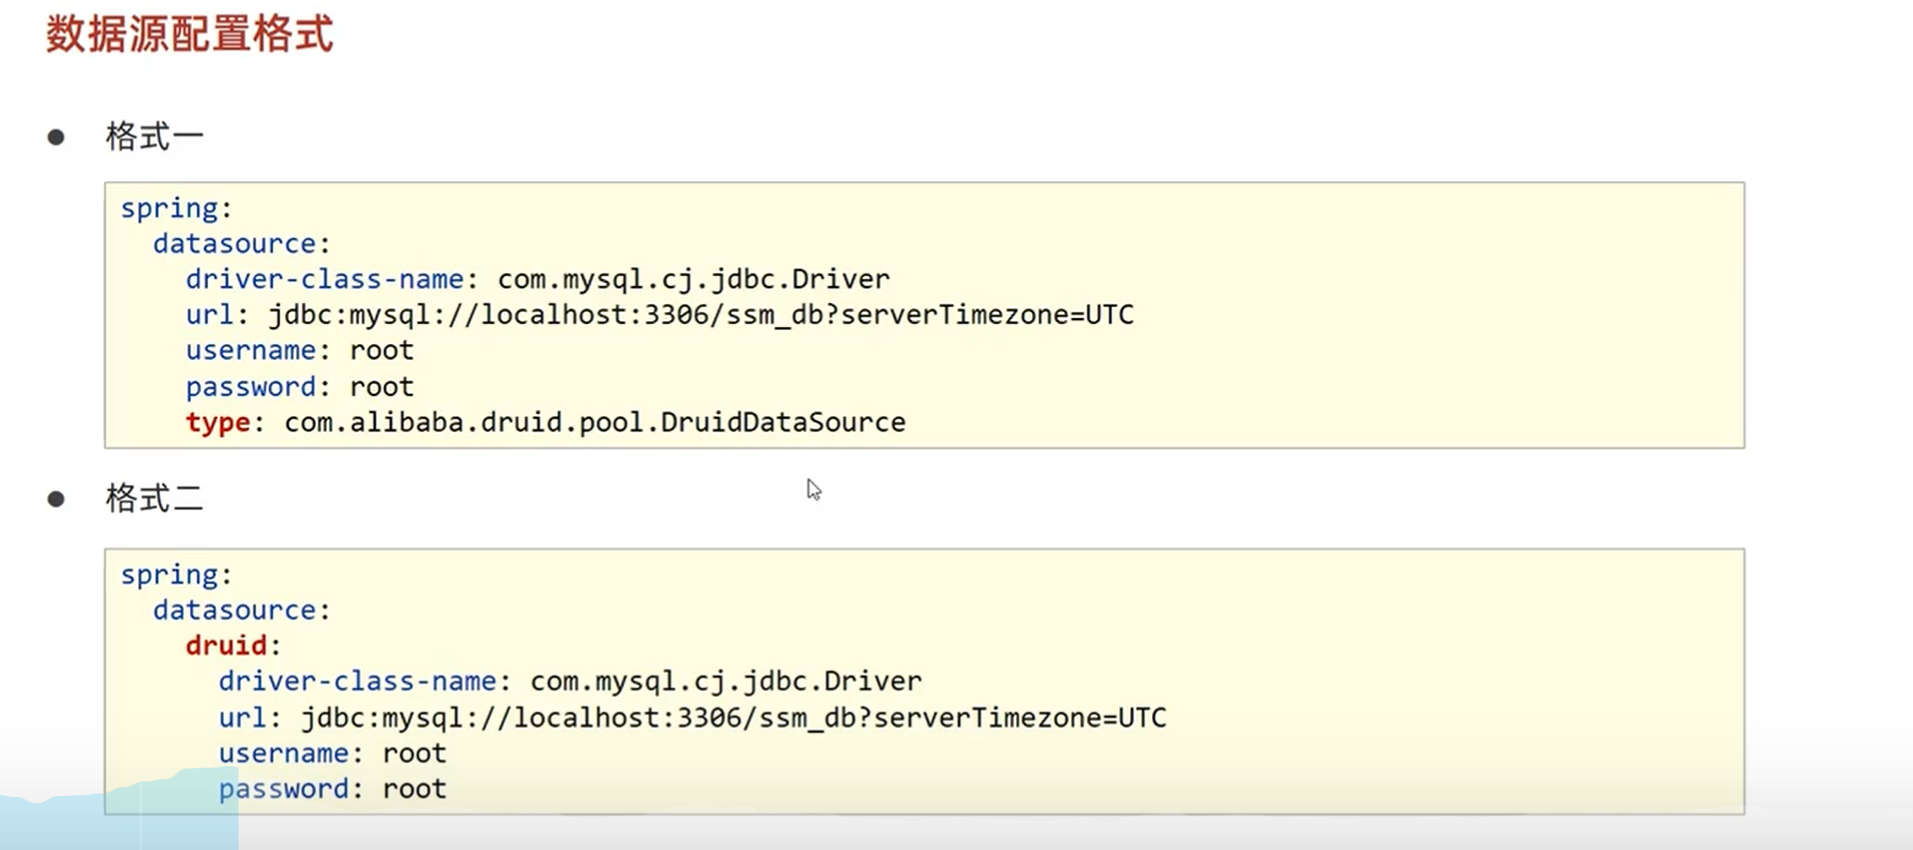 数据源配置格式
● 格式一
spring:
  datasource:
    driver-class-name: com.mysql.cj.jdbc.Driver
    url: jdbc:mysql://localhost:3306/ssm_db?serverTimezone=UTC
    username: root
    password: root
    type: com.alibaba.druid.pool.DruidDataSource
● 格式二
spring:
  datasource:
    druid:
      driver-class-name: com.mysql.cj.jdbc.Driver
      url: jdbc:mysql://localhost:3306/ssm_db?serverTimezone=UTC
      username: root
      password: root